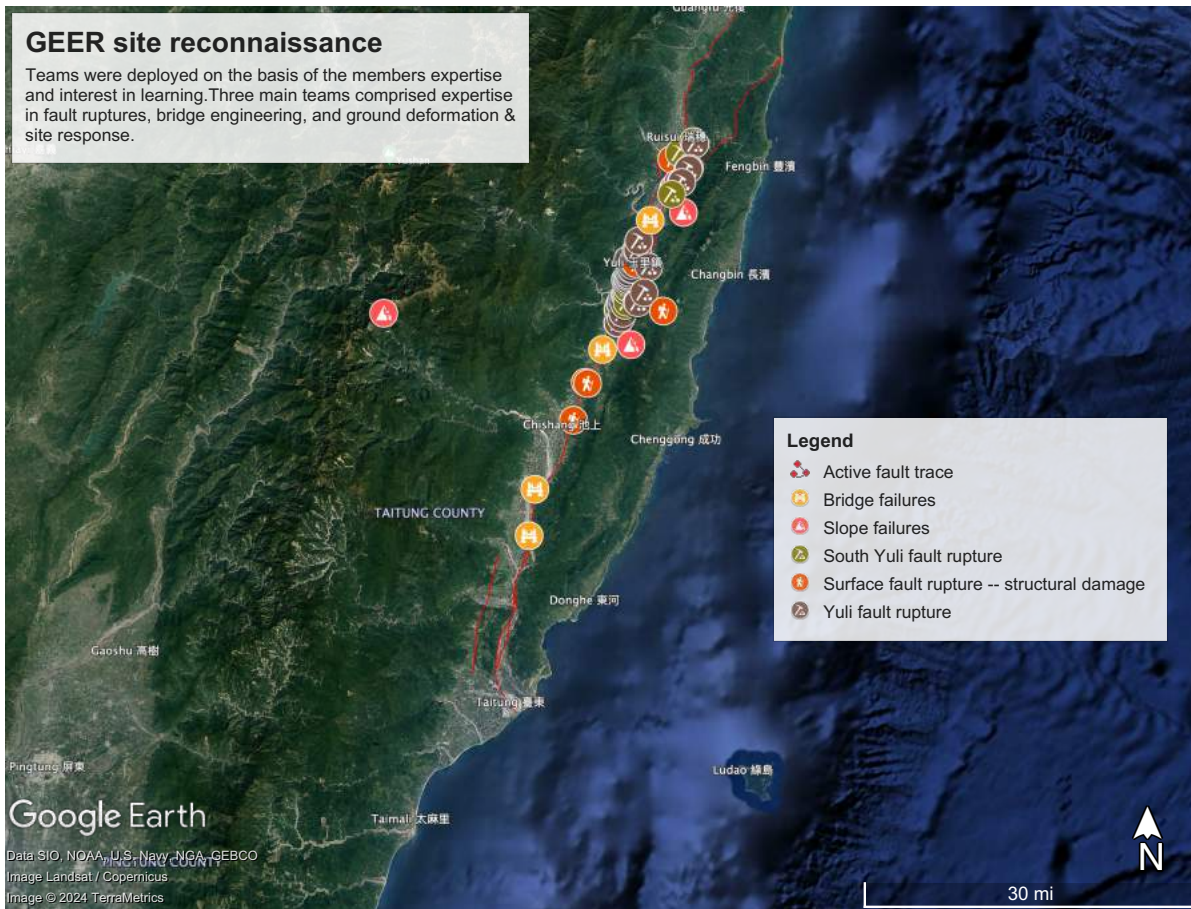 GEER site reconnaissance
Teams were deployed on the basis of the members expertise
and interest in learning.Three main teams comprised expertise
in fault ruptures, bridge engineering, and ground deformation &
site response.
Ruisui 瑞穗
Fengbin 豐濱
Changbin 長濱
Chishang 池上
Chenggong 成功
Legend
Active fault trace
Bridge failures
Slope failures
South Yuli fault rupture
Surface fault rupture -- structural damage
Yuli fault rupture
TAITUNG COUNTY
Donghe 東河
Gaoshu 高樹
Taitung 臺東
Pingtung 屏東
Ludao 綠島
Google Earth
Taimali 太麻里
Data SIO, NOAA, U.S. Navy, NGA, GEBCO
PINGTUNG COUNTY
Image Landsat / Copernicus
Image © 2024 TerraMetrics
N
30 mi